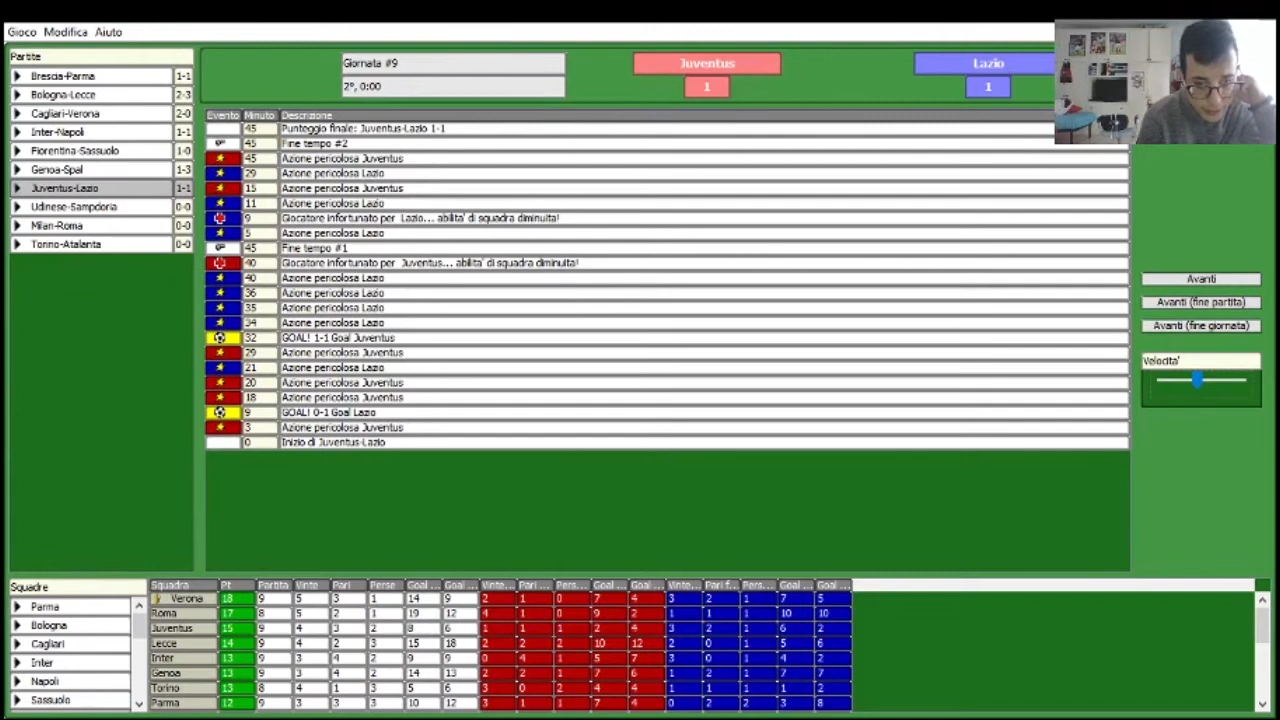 Gioco Modifica Aiuto
Partite
Brescia-Parma 1-1
Bologna-Lecce 2-3
Cagliari-Verona 2-0
Inter-Napoli 1-1
Fiorentina-Sassuolo 1-0
Genoa-Spal 1-3
Juventus-Lazio 1-1
Udinese-Sampdoria 0-0
Milan-Roma 0-0
Torino-Atalanta 0-0
Giornata #9
2°, 0:00
Juventus
1
Lazio
1
Evento Minuto Descrizione
45 Punteggio finale: Juventus-Lazio 1-1
45 Fine tempo #2
45 Azione pericolosa Juventus
29 Azione pericolosa Lazio
15 Azione pericolosa Juventus
11 Azione pericolosa Lazio
9 Giocatore infortunato per Lazio... abilita' di squadra diminuita!
5 Azione pericolosa Lazio
45 Fine tempo #1
40 Giocatore infortunato per Juventus... abilita' di squadra diminuita!
40 Azione pericolosa Lazio
36 Azione pericolosa Lazio
35 Azione pericolosa Lazio
34 Azione pericolosa Lazio
32 GOAL! 1-1 Goal Juventus
29 Azione pericolosa Juventus
21 Azione pericolosa Lazio
20 Azione pericolosa Juventus
18 Azione pericolosa Juventus
9 GOAL! 0-1 Goal Lazio
3 Azione pericolosa Juventus
0 Inizio di Juventus-Lazio
Avanti
Avanti (fine partita)
Avanti (fine giornata)
Velocita'
Squadre
Parma
Bologna
Cagliari
Inter
Napoli
Sassuolo
Squadra Pt Partita Vinte Pari Perse Goal ... Goal ... Vinte... Pari ... Pers... Goal ... Goal ... Vinte... Pari f... Pers... Goal ... Goal ...
Verona 18 9 5 3 1 14 9 2 1 0 7 4 3 2 1 7 5
Roma 17 8 5 2 1 19 12 4 1 0 9 2 1 1 1 10 10
Juventus 15 9 4 3 2 8 6 1 1 1 2 4 3 2 1 6 2
Lecce 14 9 4 2 3 15 18 2 2 2 10 12 2 0 1 5 6
Inter 13 9 3 4 2 9 9 0 4 1 5 7 3 0 1 4 2
Genoa 13 9 3 4 2 14 13 2 2 1 7 6 1 2 1 7 7
Torino 13 8 4 1 3 5 6 3 0 2 4 4 1 1 1 1 2
Parma 12 9 3 3 3 10 12 3 1 1 7 4 0 2 2 3 8